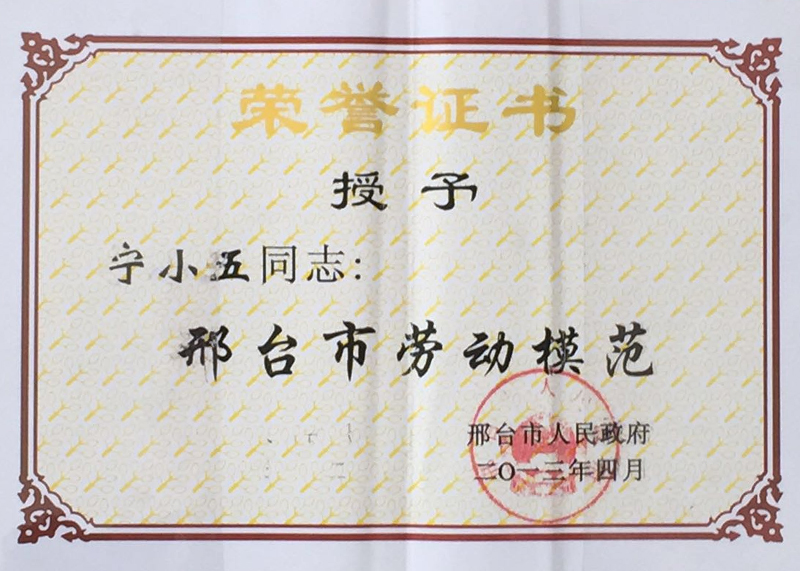 荣誉证书
授予
宁小五同志:
邢台市劳动模范
邢台市人民政府
二〇一三年四月